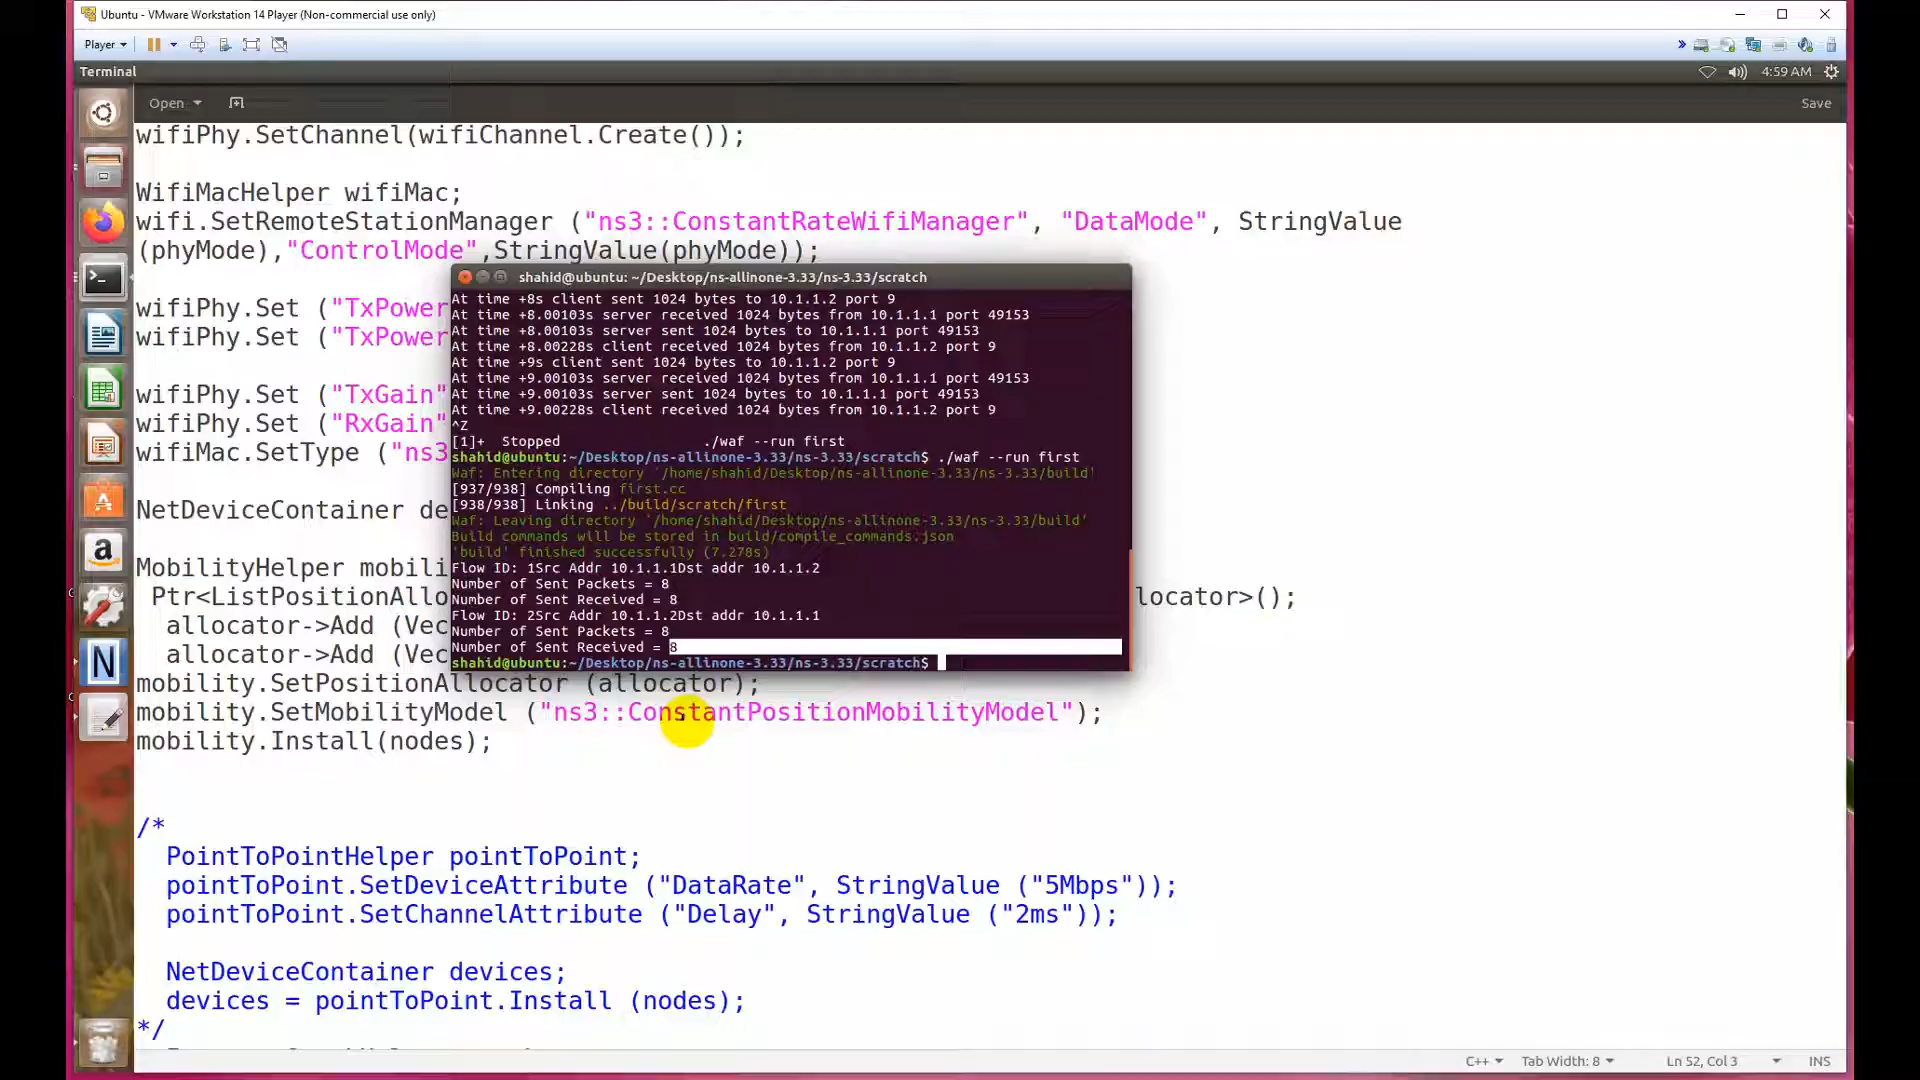 Ubuntu - VMware Workstation 14 Player (Non-commercial use only)
Player
Terminal
4:59 AM
Open
Save
wifiPhy.SetChannel(wifiChannel.Create());
WifiMacHelper wifiMac;
wifi.SetRemoteStationManager ("ns3::ConstantRateWifiManager", "DataMode", StringValue
(phyMode),"ControlMode",StringValue(phyMode));
wifiPhy.Set ("TxPower
wifiPhy.Set ("TxPower
wifiPhy.Set ("TxGain"
wifiPhy.Set ("RxGain"
wifiMac.SetType ("ns3
NetDeviceContainer de
MobilityHelper mobili
Ptr<ListPositionAllo
locator>();
allocator->Add (Vec
allocator->Add (Vec
shahid@ubuntu: ~/Desktop/ns-allinone-3.33/ns-3.33/scratch
At time +8s client sent 1024 bytes to 10.1.1.2 port 9
At time +8.00103s server received 1024 bytes from 10.1.1.1 port 49153
At time +8.00103s server sent 1024 bytes to 10.1.1.1 port 49153
At time +8.00228s client received 1024 bytes from 10.1.1.2 port 9
At time +9s client sent 1024 bytes to 10.1.1.2 port 9
At time +9.00103s server received 1024 bytes from 10.1.1.1 port 49153
At time +9.00103s server sent 1024 bytes to 10.1.1.1 port 49153
At time +9.00228s client received 1024 bytes from 10.1.1.2 port 9
^Z
[1]+  Stopped                 ./waf --run first
shahid@ubuntu:~/Desktop/ns-allinone-3.33/ns-3.33/scratch$ ./waf --run first
Waf: Entering directory `/home/shahid/Desktop/ns-allinone-3.33/ns-3.33/build'
[937/938] Compiling first.cc
[938/938] Linking ../build/scratch/first
Waf: Leaving directory `/home/shahid/Desktop/ns-allinone-3.33/ns-3.33/build'
Build commands will be stored in build/compile_commands.json
'build' finished successfully (7.278s)
Flow ID: 1Src Addr 10.1.1.1Dst addr 10.1.1.2
Number of Sent Packets = 8
Number of Sent Received = 8
Flow ID: 2Src Addr 10.1.1.2Dst addr 10.1.1.1
Number of Sent Packets = 8
Number of Sent Received = 8
shahid@ubuntu:~/Desktop/ns-allinone-3.33/ns-3.33/scratch$
mobility.SetPositionAllocator (allocator);
mobility.SetMobilityModel ("ns3::ConstantPositionMobilityModel");
mobility.Install(nodes);
/*
PointToPointHelper pointToPoint;
pointToPoint.SetDeviceAttribute ("DataRate", StringValue ("5Mbps"));
pointToPoint.SetChannelAttribute ("Delay", StringValue ("2ms"));
NetDeviceContainer devices;
devices = pointToPoint.Install (nodes);
*/
C++
Tab Width: 8
Ln 52, Col 3
INS